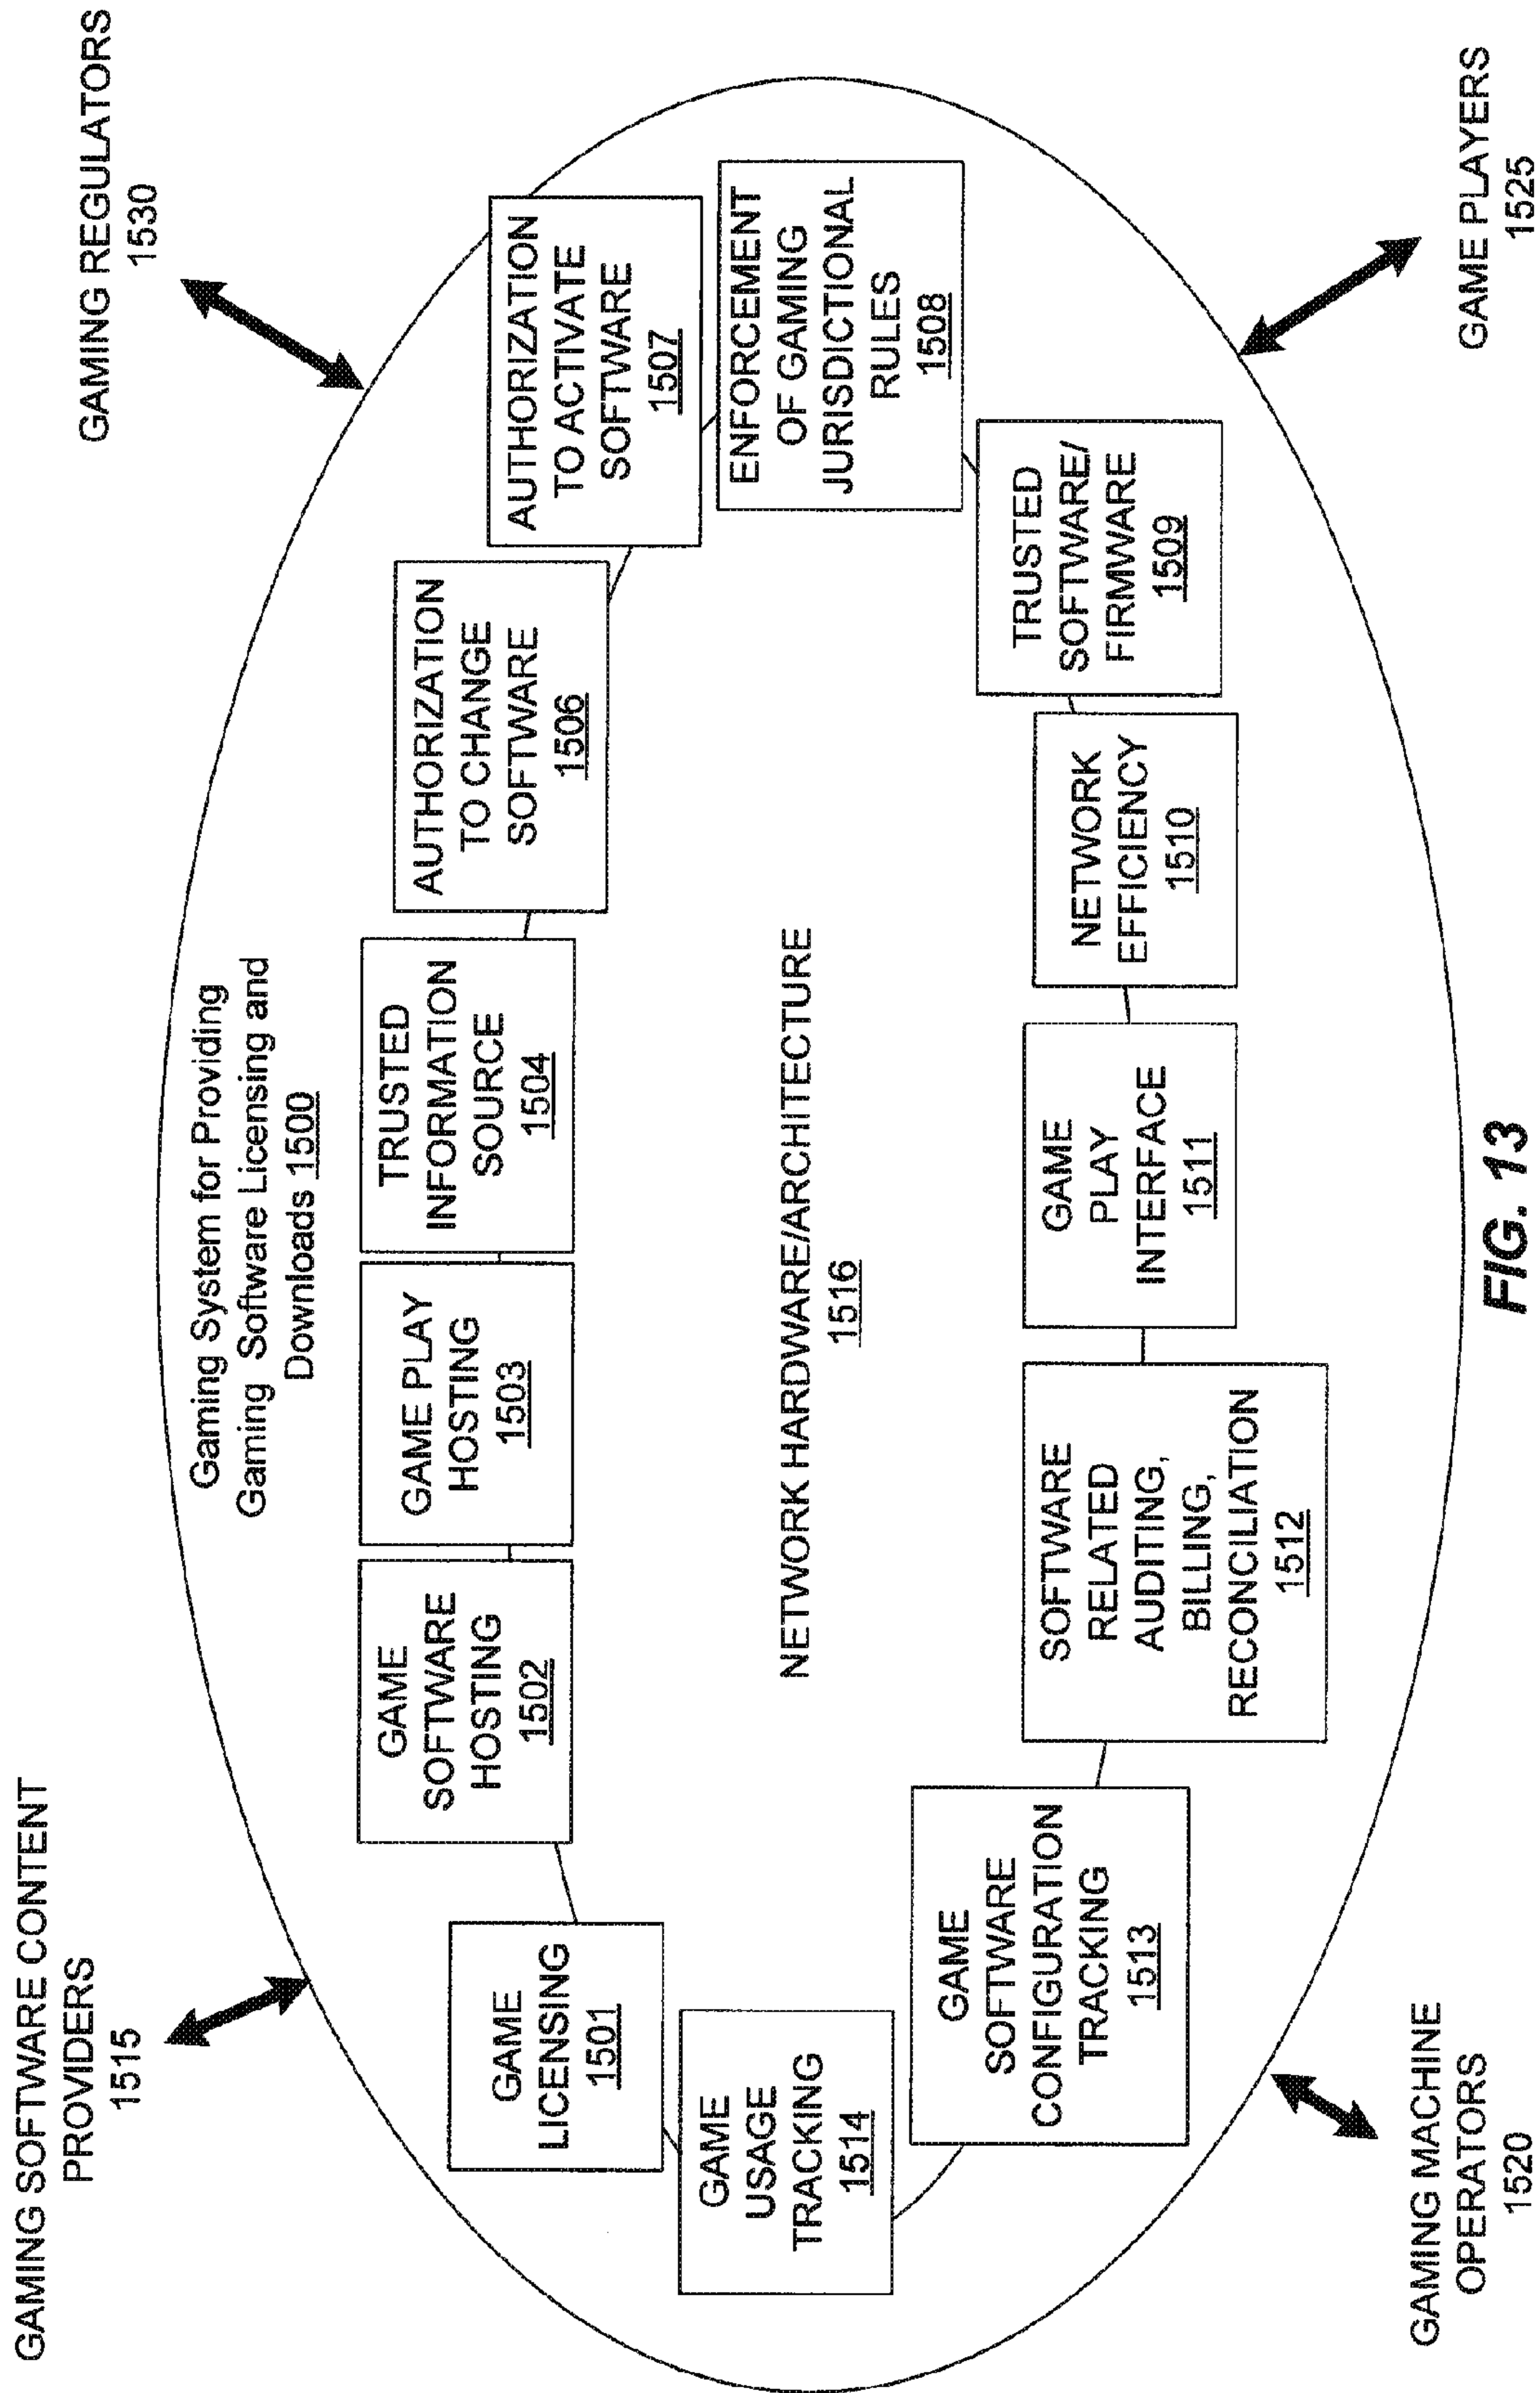 GAMING SOFTWARE CONTENT
PROVIDERS
1515
GAMING REGULATORS
1530
Gaming System for Providing
Gaming Software Licensing and
Downloads 1500
GAME
LICENSING
1501
GAME
SOFTWARE
HOSTING
1502
GAME PLAY
HOSTING
1503
TRUSTED
INFORMATION
SOURCE
1504
AUTHORIZATION
TO CHANGE
SOFTWARE
1506
AUTHORIZATION
TO ACTIVATE
SOFTWARE
1507
ENFORCEMENT
OF GAMING
JURISDICTIONAL
RULES
1508
NETWORK HARDWARE/ARCHITECTURE
1516
GAME
USAGE
TRACKING
1514
GAME
SOFTWARE
CONFIGURATION
TRACKING
1513
SOFTWARE
RELATED
AUDITING,
BILLING,
RECONCILIATION
1512
GAME
PLAY
INTERFACE
1511
NETWORK
EFFICIENCY
1510
TRUSTED
SOFTWARE/
FIRMWARE
1509
GAMING MACHINE
OPERATORS
1520
GAME PLAYERS
1525
FIG. 13